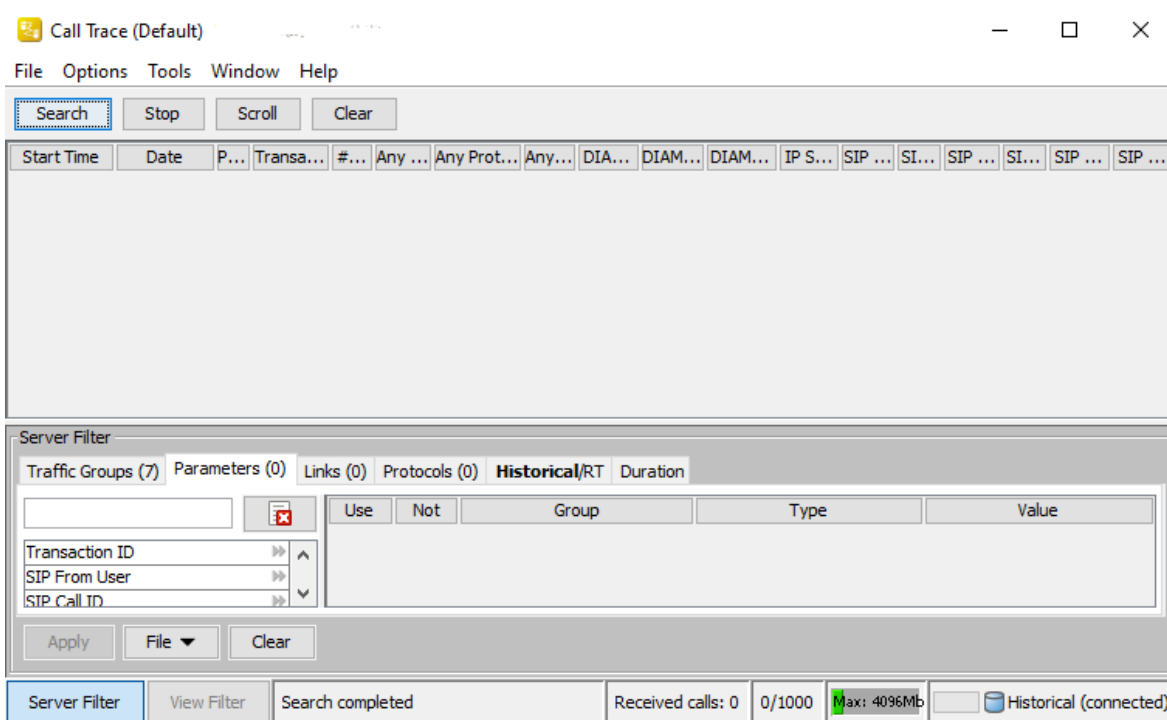 Call Trace (Default)
File Options Tools Window Help
Search Stop Scroll Clear
Start Time Date P... Transa... #... Any ... Any Prot... Any... DIA... DIAM... DIAM... IP S... SIP ... SI... SIP ... SI... SIP ... SIP ...
Server Filter
Traffic Groups (7) Parameters (0) Links (0) Protocols (0) Historical/RT Duration
Use Not Group Type Value
Transaction ID
SIP From User
SIP Call ID
Apply File Clear
Server Filter View Filter Search completed Received calls: 0 0/1000 Max: 4096Mb Historical (connected)